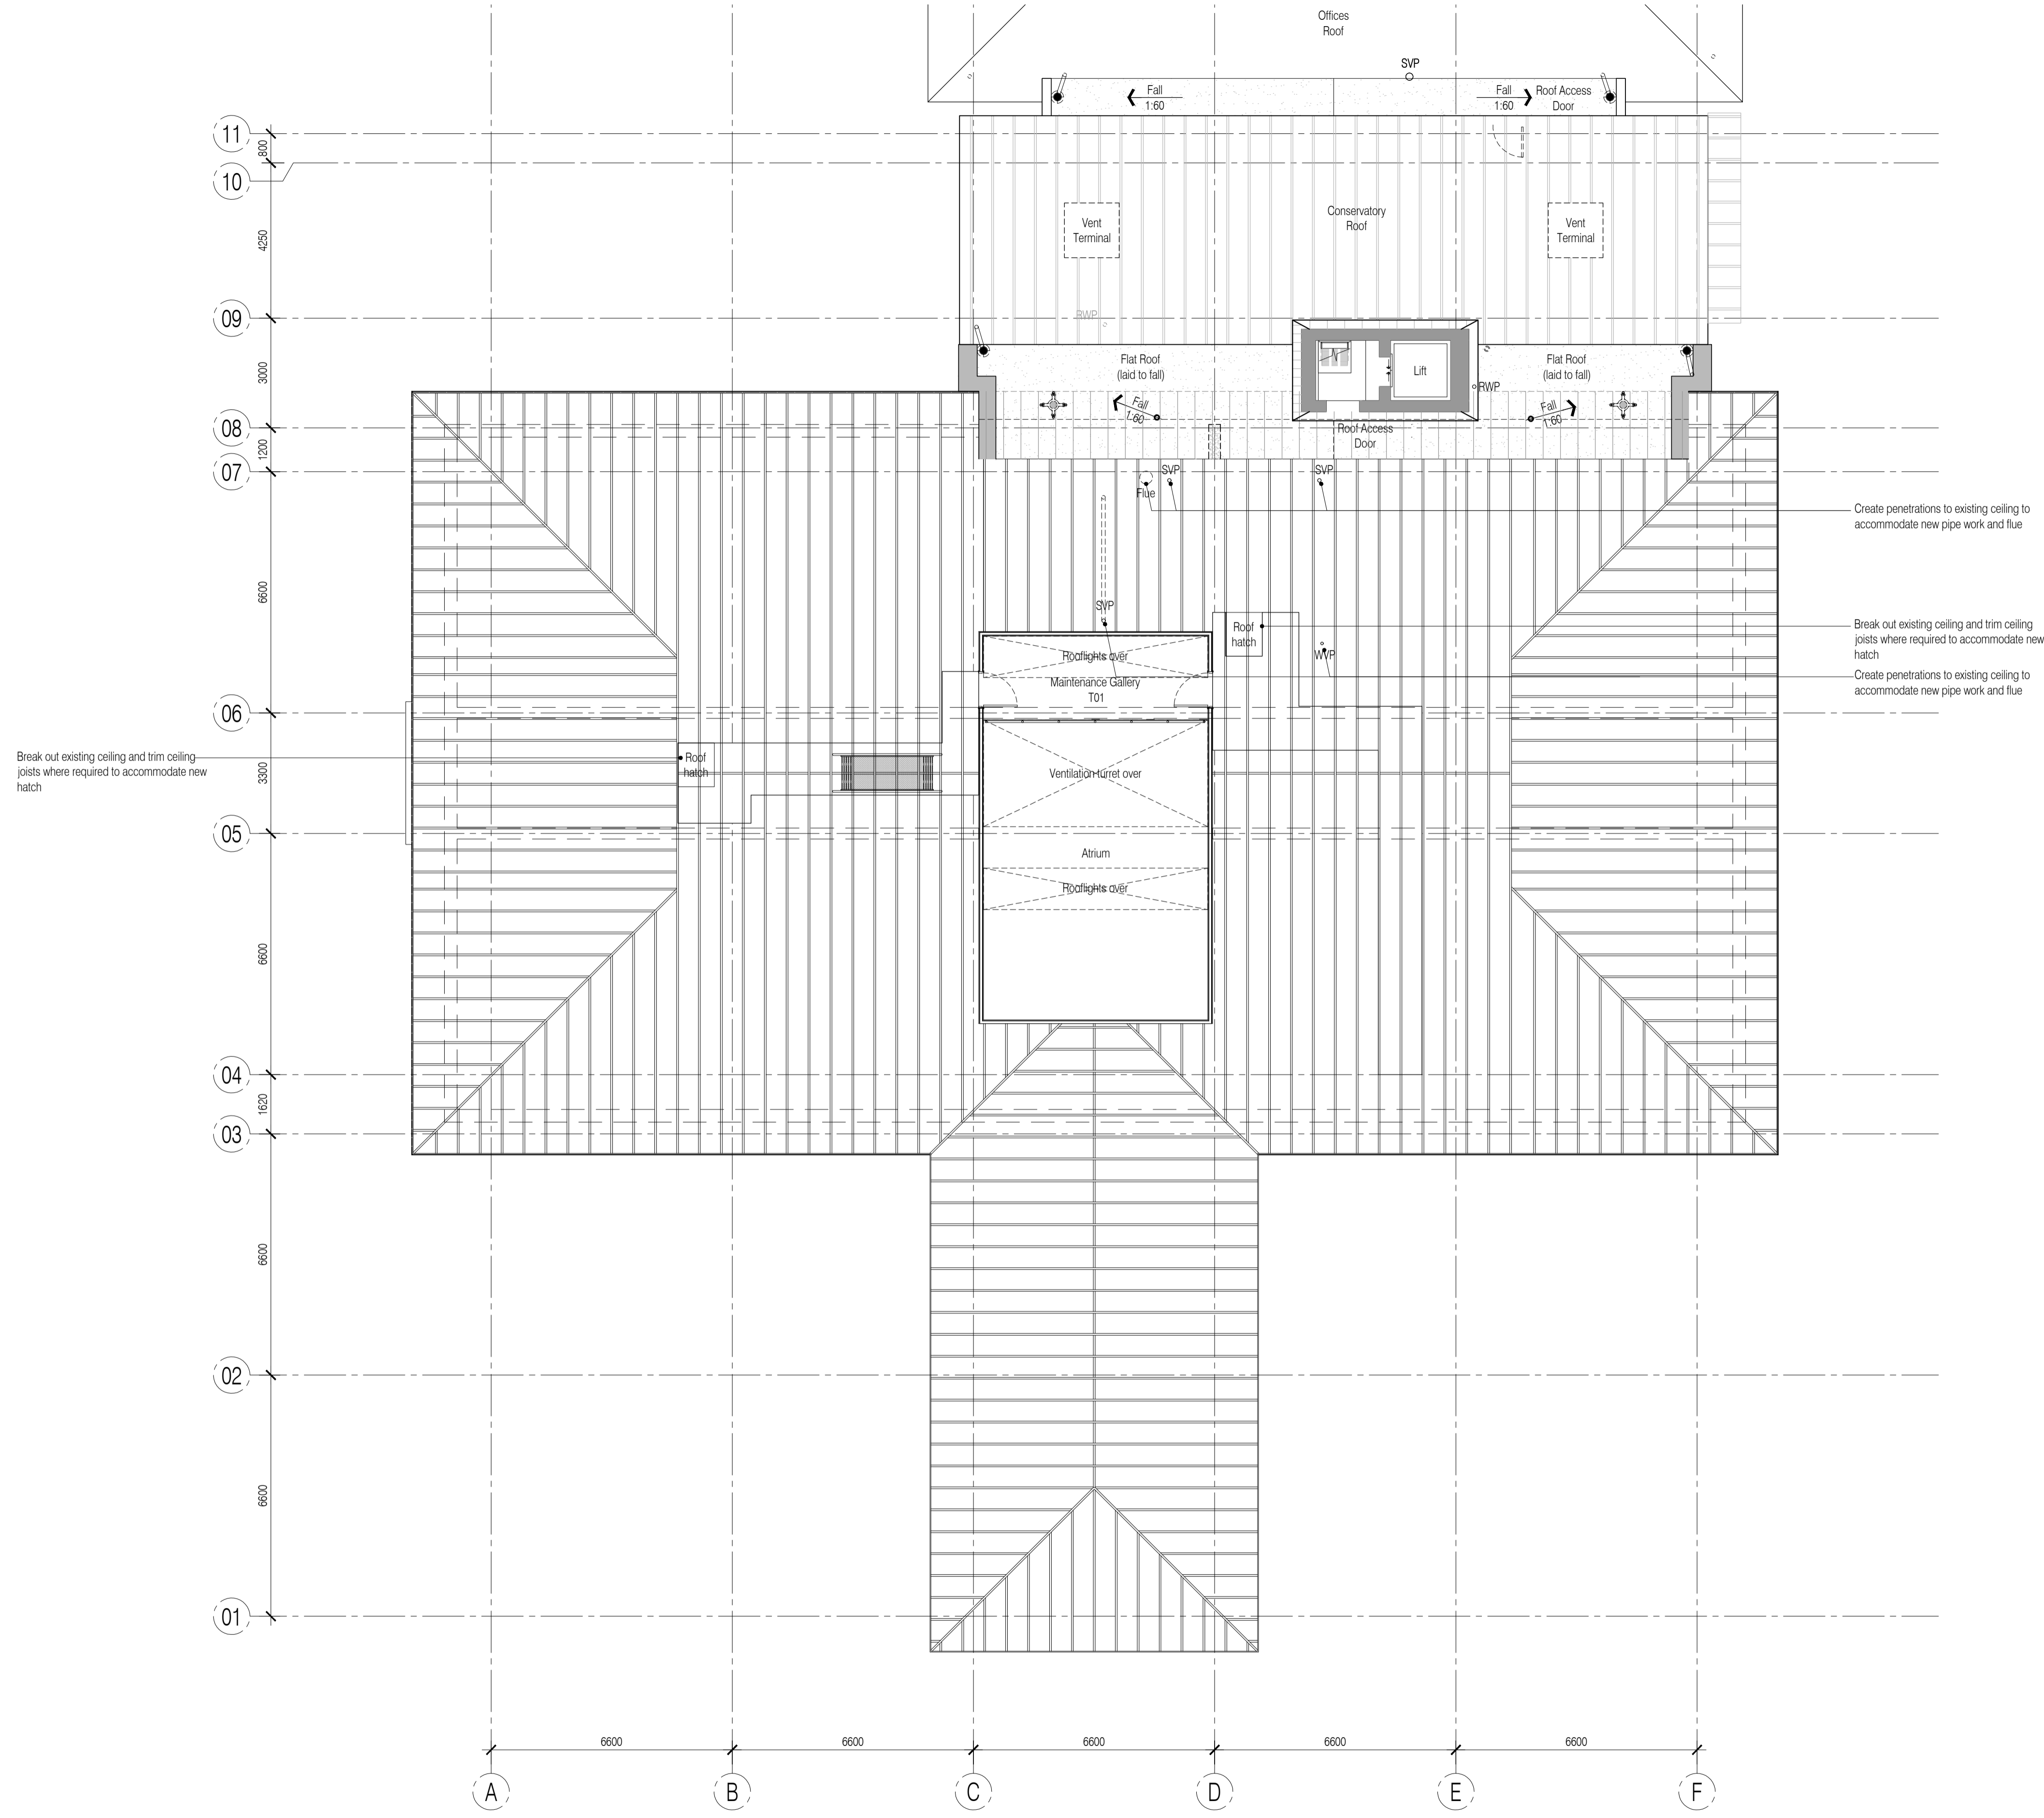 Offices
Roof
SVP
Fall
1:60
Fall
1:60
Roof Access
Door
11
800
10
Vent
Terminal
Conservatory
Roof
Vent
Terminal
4250
09
RWP
3000
Flat Roof
(laid to fall)
Lift
Flat Roof
(laid to fall)
RWP
Fall
1:60
Fall
1:60
08
Roof Access
Door
1200
07
SVP
SVP
Flue
Create penetrations to existing ceiling to
accommodate new pipe work and flue
6600
SVP
Roof
hatch
Break out existing ceiling and trim ceiling
joists where required to accommodate new
hatch
Rooflights over
WVP
Maintenance Gallery
T01
Create penetrations to existing ceiling to
accommodate new pipe work and flue
06
Break out existing ceiling and trim ceiling
joists where required to accommodate new
hatch
3300
Roof
hatch
Ventilation turret over
05
Atrium
Rooflights over
6600
04
1620
03
6600
02
6600
01
6600
6600
6600
6600
6600
A
B
C
D
E
F